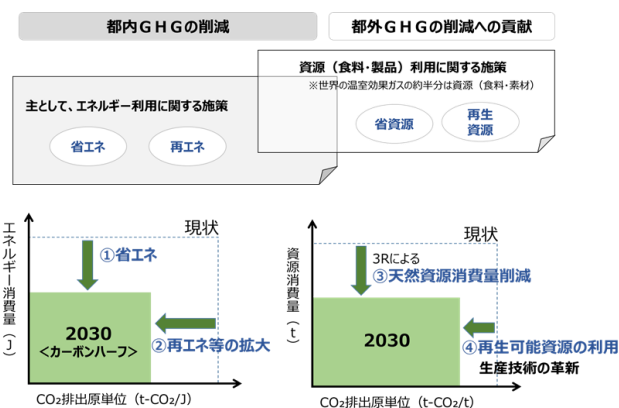 都内GHGの削減
都外GHGの削減への貢献
資源（食料・製品）利用に関する施策
※世界の温室効果ガスの約半分は資源（食料・素材）
主として、エネルギー利用に関する施策
省エネ
再エネ
省資源
再生
資源
エネルギー消費量（J）
現状
①省エネ
2030
＜カーボンハーフ＞
②再エネ等の拡大
CO₂排出原単位（t-CO₂/J）
資源消費量（t）
現状
3Rによる
③天然資源消費量削減
2030
④再生可能資源の利用
生産技術の革新
CO₂排出原単位（t-CO₂/t）